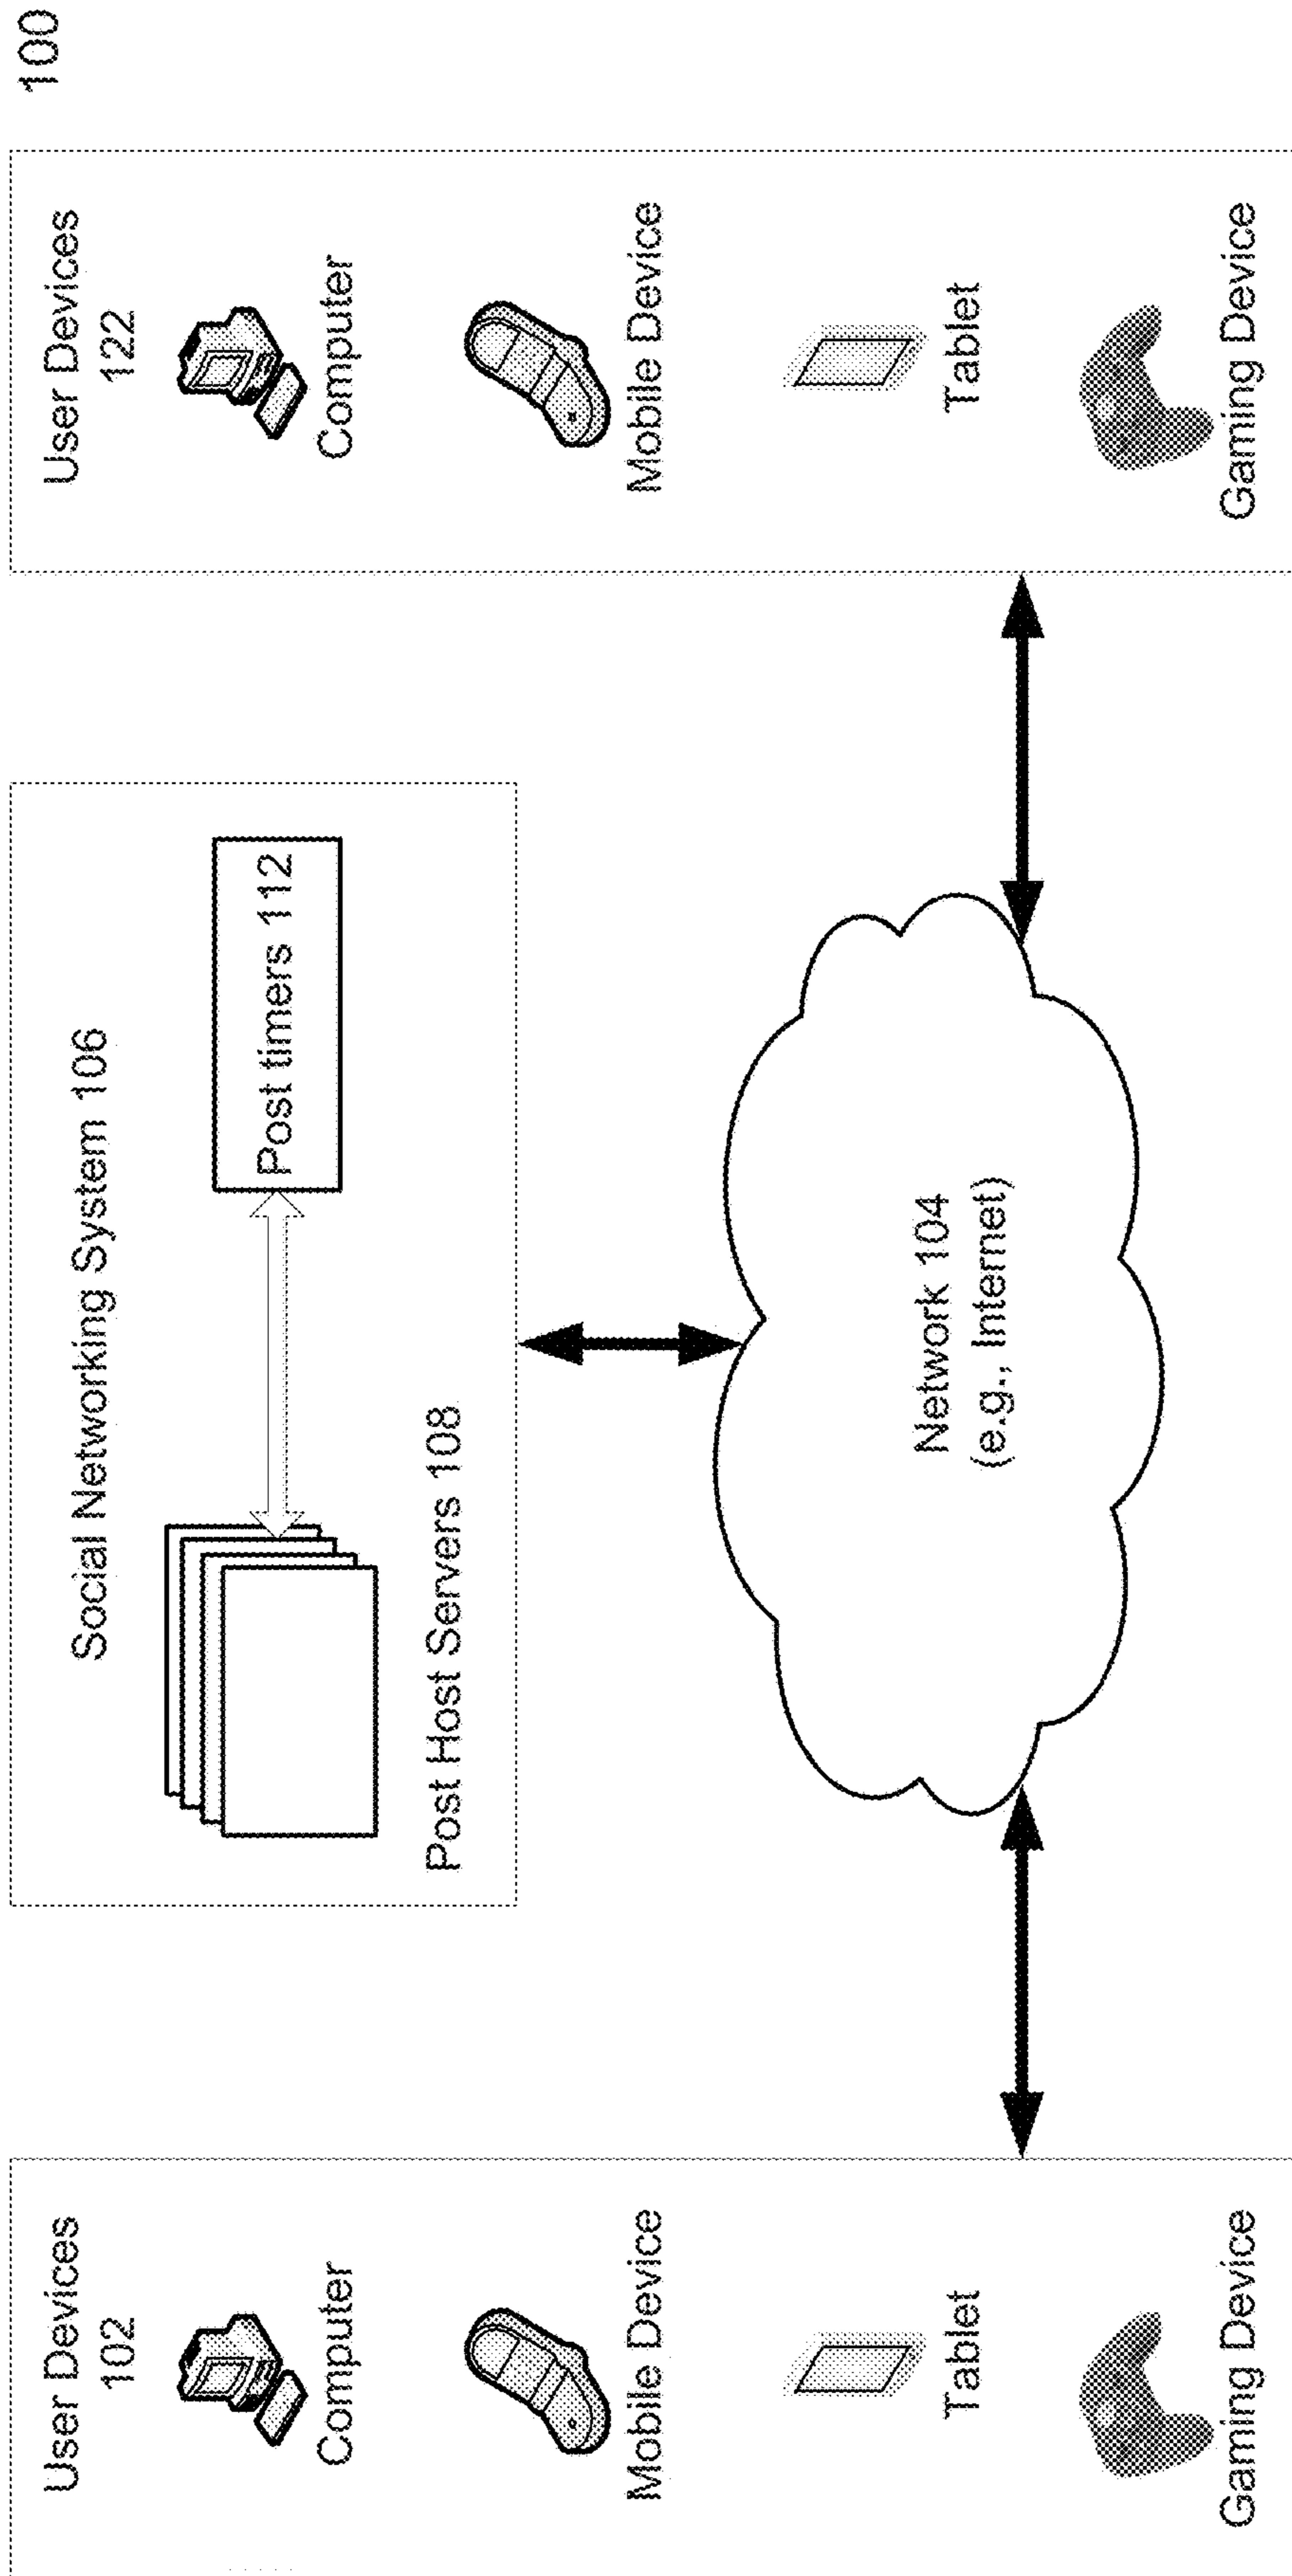 100
User Devices
102
Computer
Mobile Device
Tablet
Gaming Device
Social Networking System 106
Post timers 112
Post Host Servers 108
Network 104
(e.g., Internet)
User Devices
122
Computer
Mobile Device
Tablet
Gaming Device